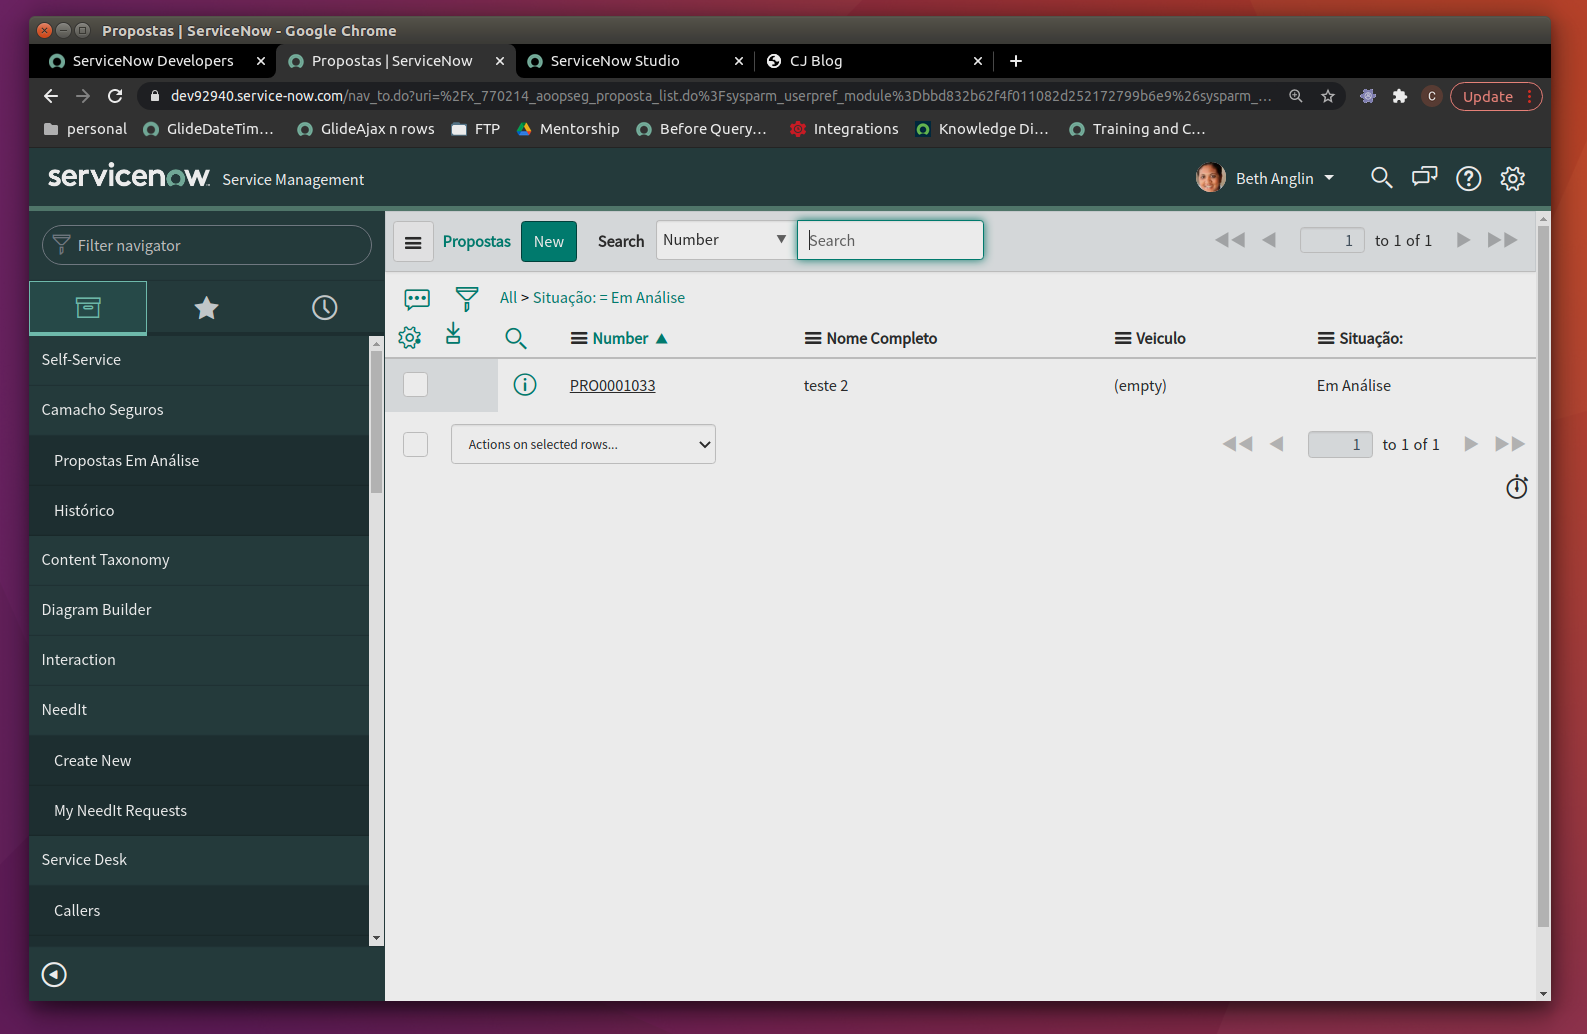 Propostas | ServiceNow - Google Chrome
ServiceNow Developers
Propostas | ServiceNow
ServiceNow Studio
CJ Blog
dev92940.service-now.com/nav_to.do?uri=%2Fx_770214_aoopseg_proposta_list.do%3Fsysparm_userpref_module%3Dbbd832b62f4f011082d252172799b6e9%26sysparm_...
C
Update
personal
GlideDateTim...
GlideAjax n rows
FTP
Mentorship
Before Query...
Integrations
Knowledge Di...
Training and C...
servicenow
Service Management
Beth Anglin
Filter navigator
Self-Service
Camacho Seguros
Propostas Em Análise
Histórico
Content Taxonomy
Diagram Builder
Interaction
NeedIt
Create New
My NeedIt Requests
Service Desk
Callers
Propostas
New
Search
Number
Search
1 to 1 of 1
All > Situação: = Em Análise
Number
Nome Completo
Veiculo
Situação:
PRO0001033
teste 2
(empty)
Em Análise
Actions on selected rows...
1 to 1 of 1